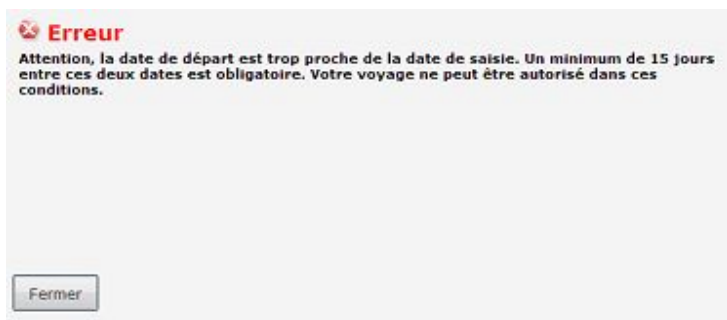 Erreur
Attention, la date de départ est trop proche de la date de saisie. Un minimum de 15 jours
entre ces deux dates est obligatoire. Votre voyage ne peut être autorisé dans ces
conditions.
Fermer